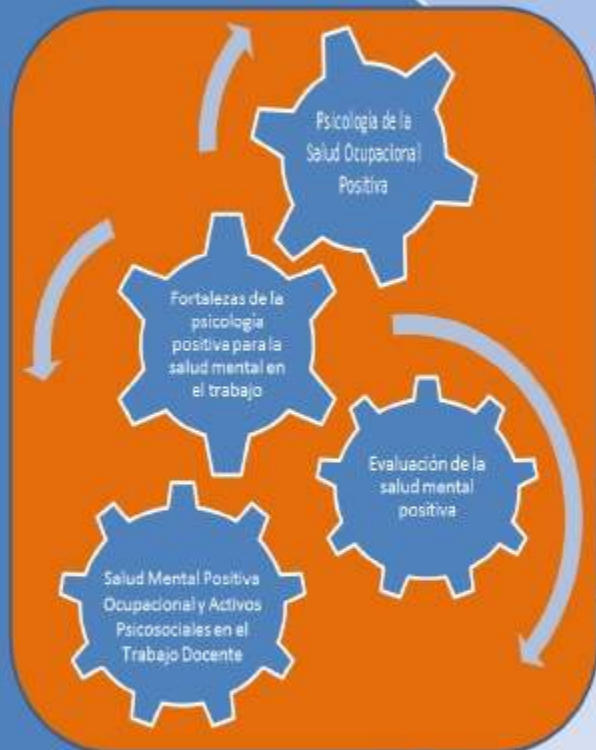 Psicología de la
Salud Ocupacional
Positiva
Fortalezas de la
psicología
positiva para la
salud mental en
el trabajo
Evaluación de la
salud mental
positiva
Salud Mental Positiva
Ocupacional y Activos
Psicosociales en el
Trabajo Docente